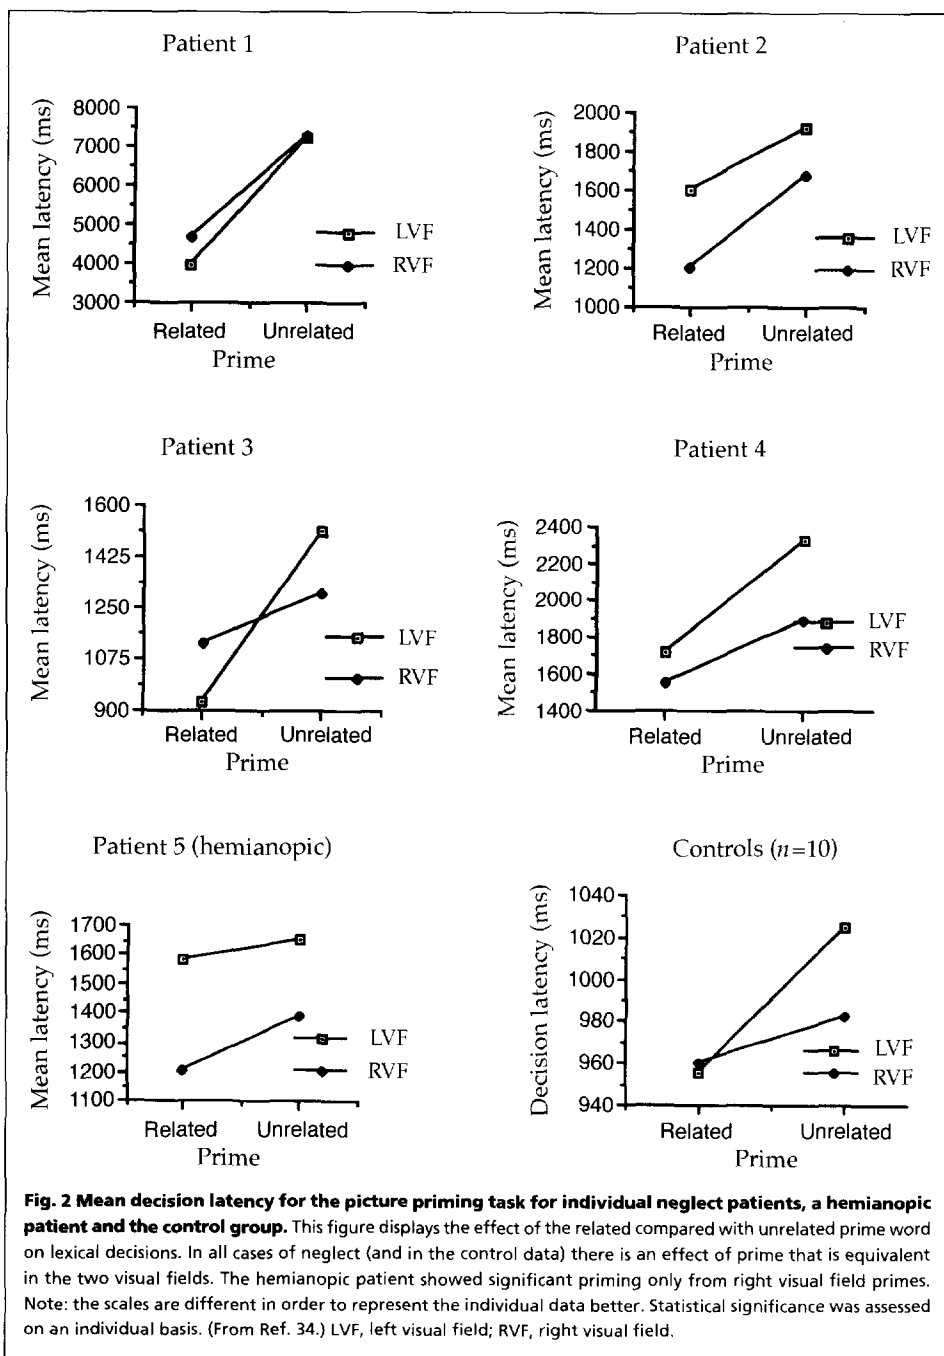 Patient 1
Mean latency (ms)
8000
7000
6000
5000
4000
3000
LVF
RVF
Related Unrelated
Prime
Patient 2
Mean latency (ms)
2000
1800
1600
1400
1200
1000
LVF
RVF
Related Unrelated
Prime
Patient 3
Mean latency (ms)
1600
1425
1250
1075
900
LVF
RVF
Related Unrelated
Prime
Patient 4
Mean latency (ms)
2400
2200
2000
1800
1600
1400
LVF
RVF
Related Unrelated
Prime
Patient 5 (hemianopic)
Mean latency (ms)
1700
1600
1500
1400
1300
1200
1100
LVF
RVF
Related Unrelated
Prime
Controls (n=10)
Decision latency (ms)
1040
1020
1000
980
960
940
LVF
RVF
Related Unrelated
Prime
Fig. 2 Mean decision latency for the picture priming task for individual neglect patients, a hemianopic
patient and the control group. This figure displays the effect of the related compared with unrelated prime word
on lexical decisions. In all cases of neglect (and in the control data) there is an effect of prime that is equivalent
in the two visual fields. The hemianopic patient showed significant priming only from right visual field primes.
Note: the scales are different in order to represent the individual data better. Statistical significance was assessed
on an individual basis. (From Ref. 34.) LVF, left visual field; RVF, right visual field.